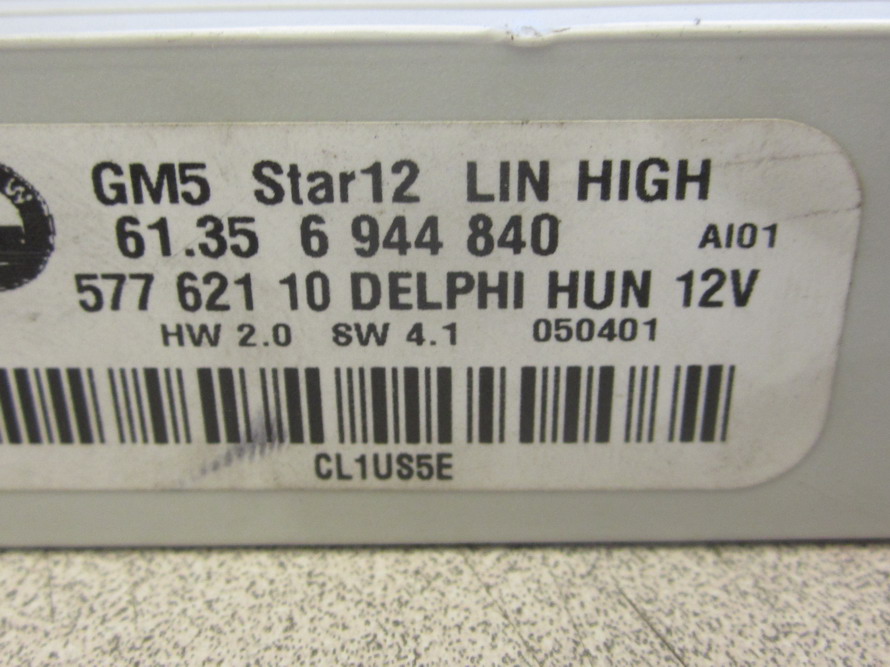 GM5 Star12 LIN HIGH
61.35 6 944 840 AI01
577 621 10 DELPHI HUN 12V
HW 2.0 SW 4.1 050401
CL1US5E
W